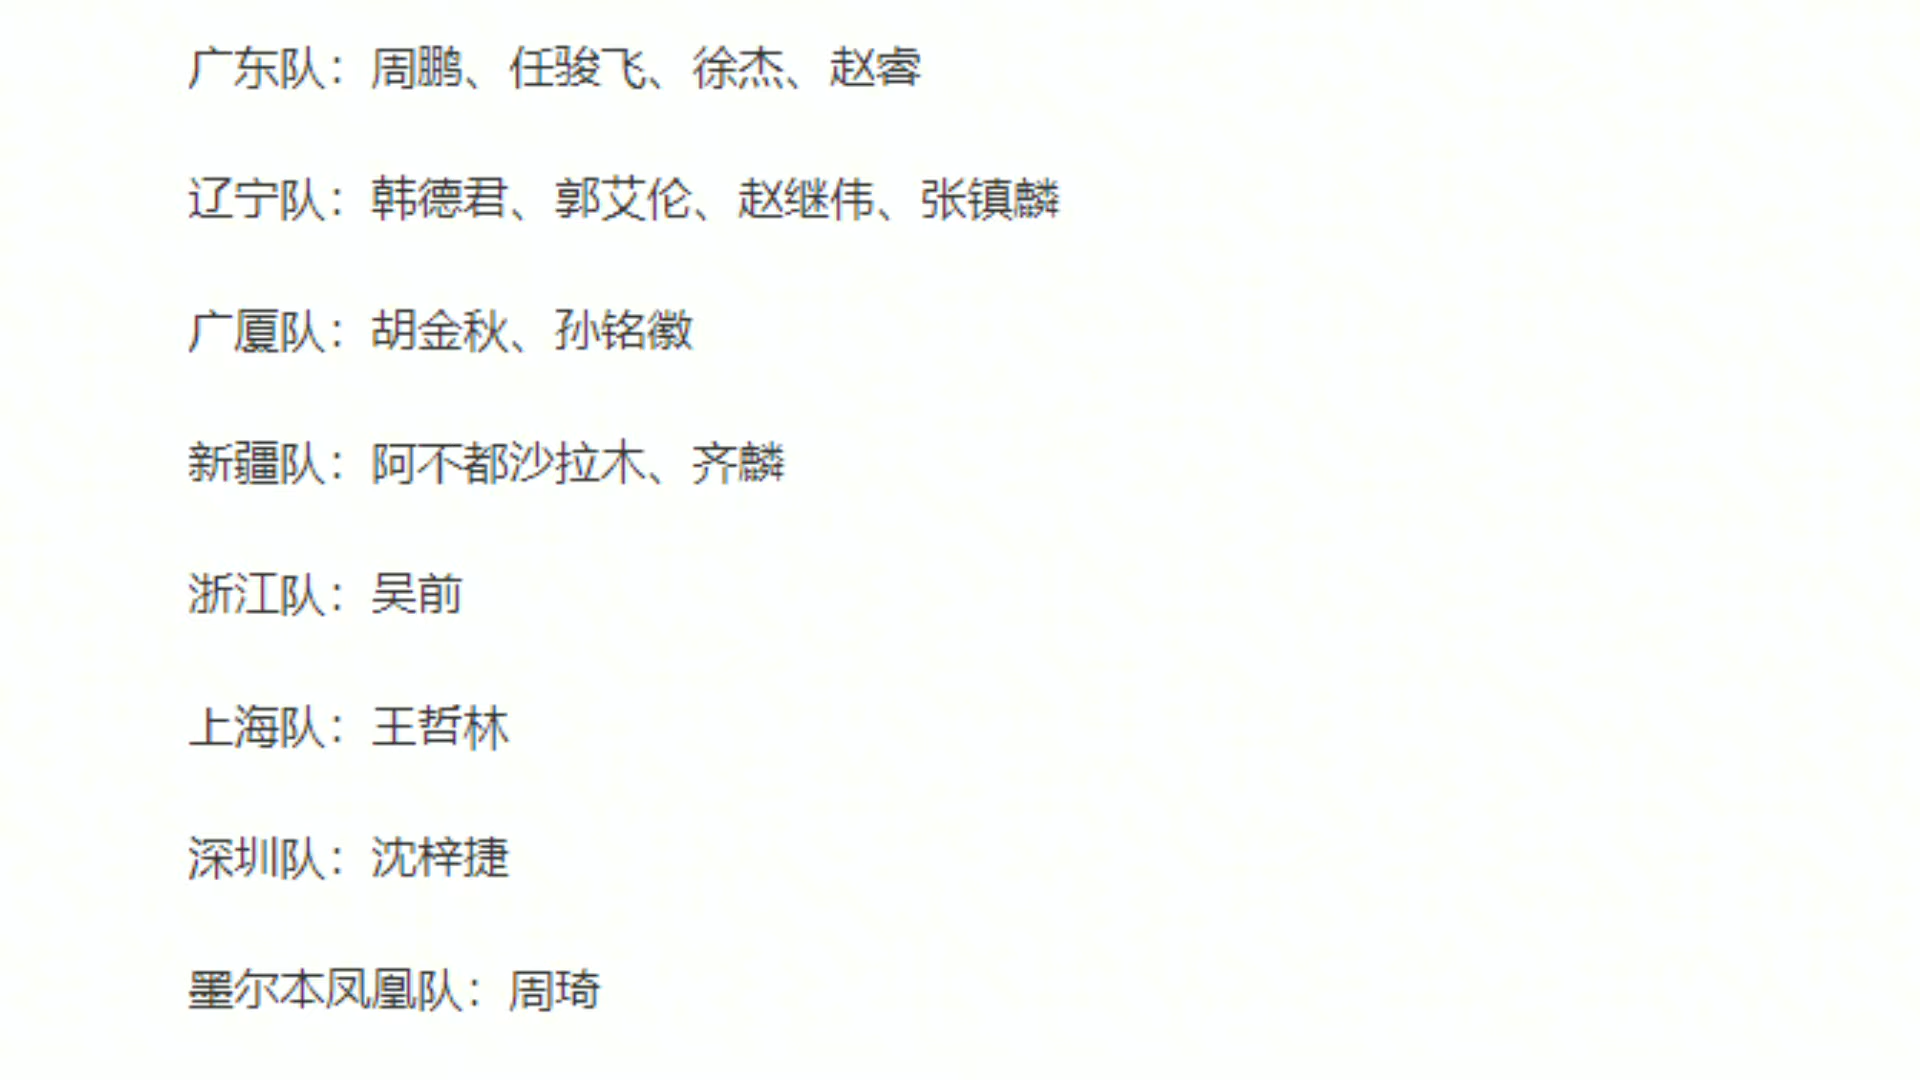 广东队：周鹏、任骏飞、徐杰、赵睿
辽宁队：韩德君、郭艾伦、赵继伟、张镇麟
广厦队：胡金秋、孙铭徽
新疆队：阿不都沙拉木、齐麟
浙江队：吴前
上海队：王哲林
深圳队：沈梓捷
墨尔本凤凰队：周琦